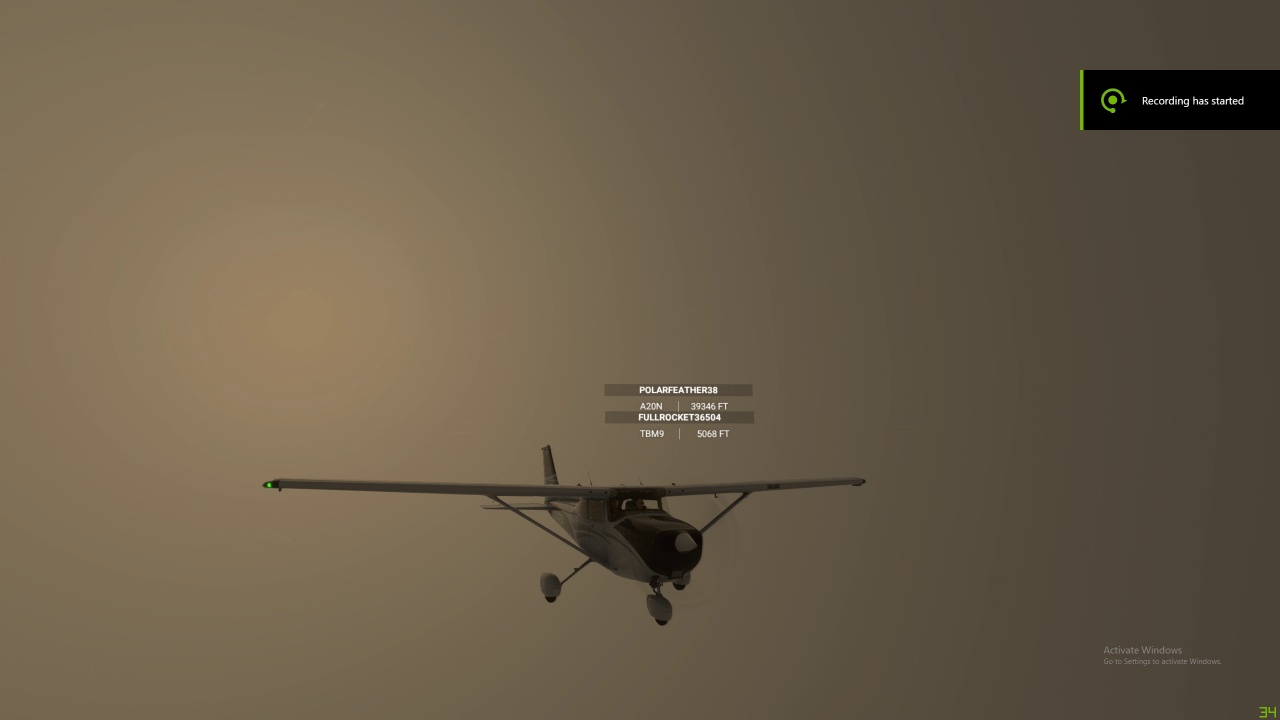 Recording has started
POLARFEATHER38
A20N | 39346 FT
FULLROCKET36504
TBM9 | 5068 FT
Activate Windows
Go to Settings to activate Windows.
34